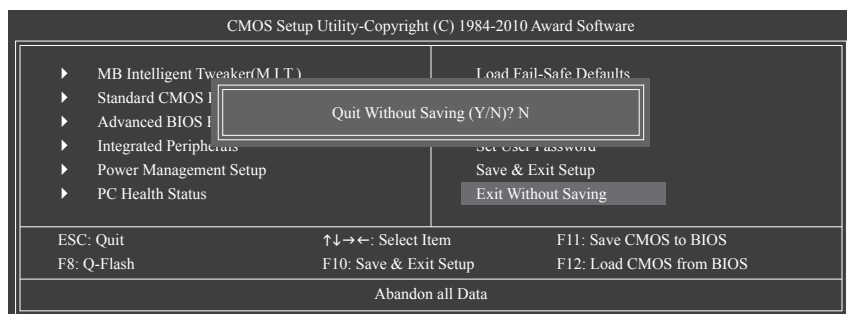 CMOS Setup Utility-Copyright (C) 1984-2010 Award Software
MB Intelligent Tweaker(M.I.T.)
Standard CMOS
Advanced BIOS
Integrated Peripherals
Power Management Setup
PC Health Status
Load Fail-Safe Defaults
Set User Password
Save & Exit Setup
Exit Without Saving
Quit Without Saving (Y/N)? N
ESC: Quit
↑↓→←: Select Item
F11: Save CMOS to BIOS
F8: Q-Flash
F10: Save & Exit Setup
F12: Load CMOS from BIOS
Abandon all Data